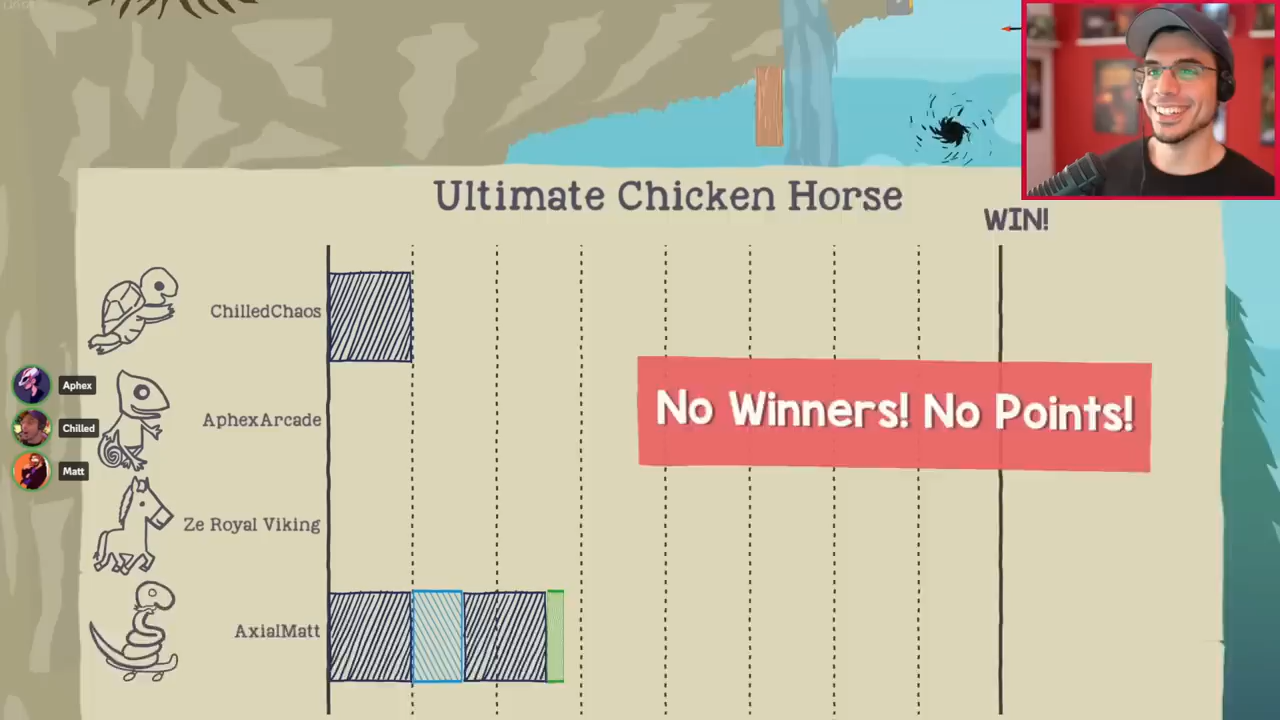 Ultimate Chicken Horse
WIN!
ChilledChaos
No Winners! No Points!
Aphex
AphexArcade
Chilled
Matt
Ze Royal Viking
AxialMatt